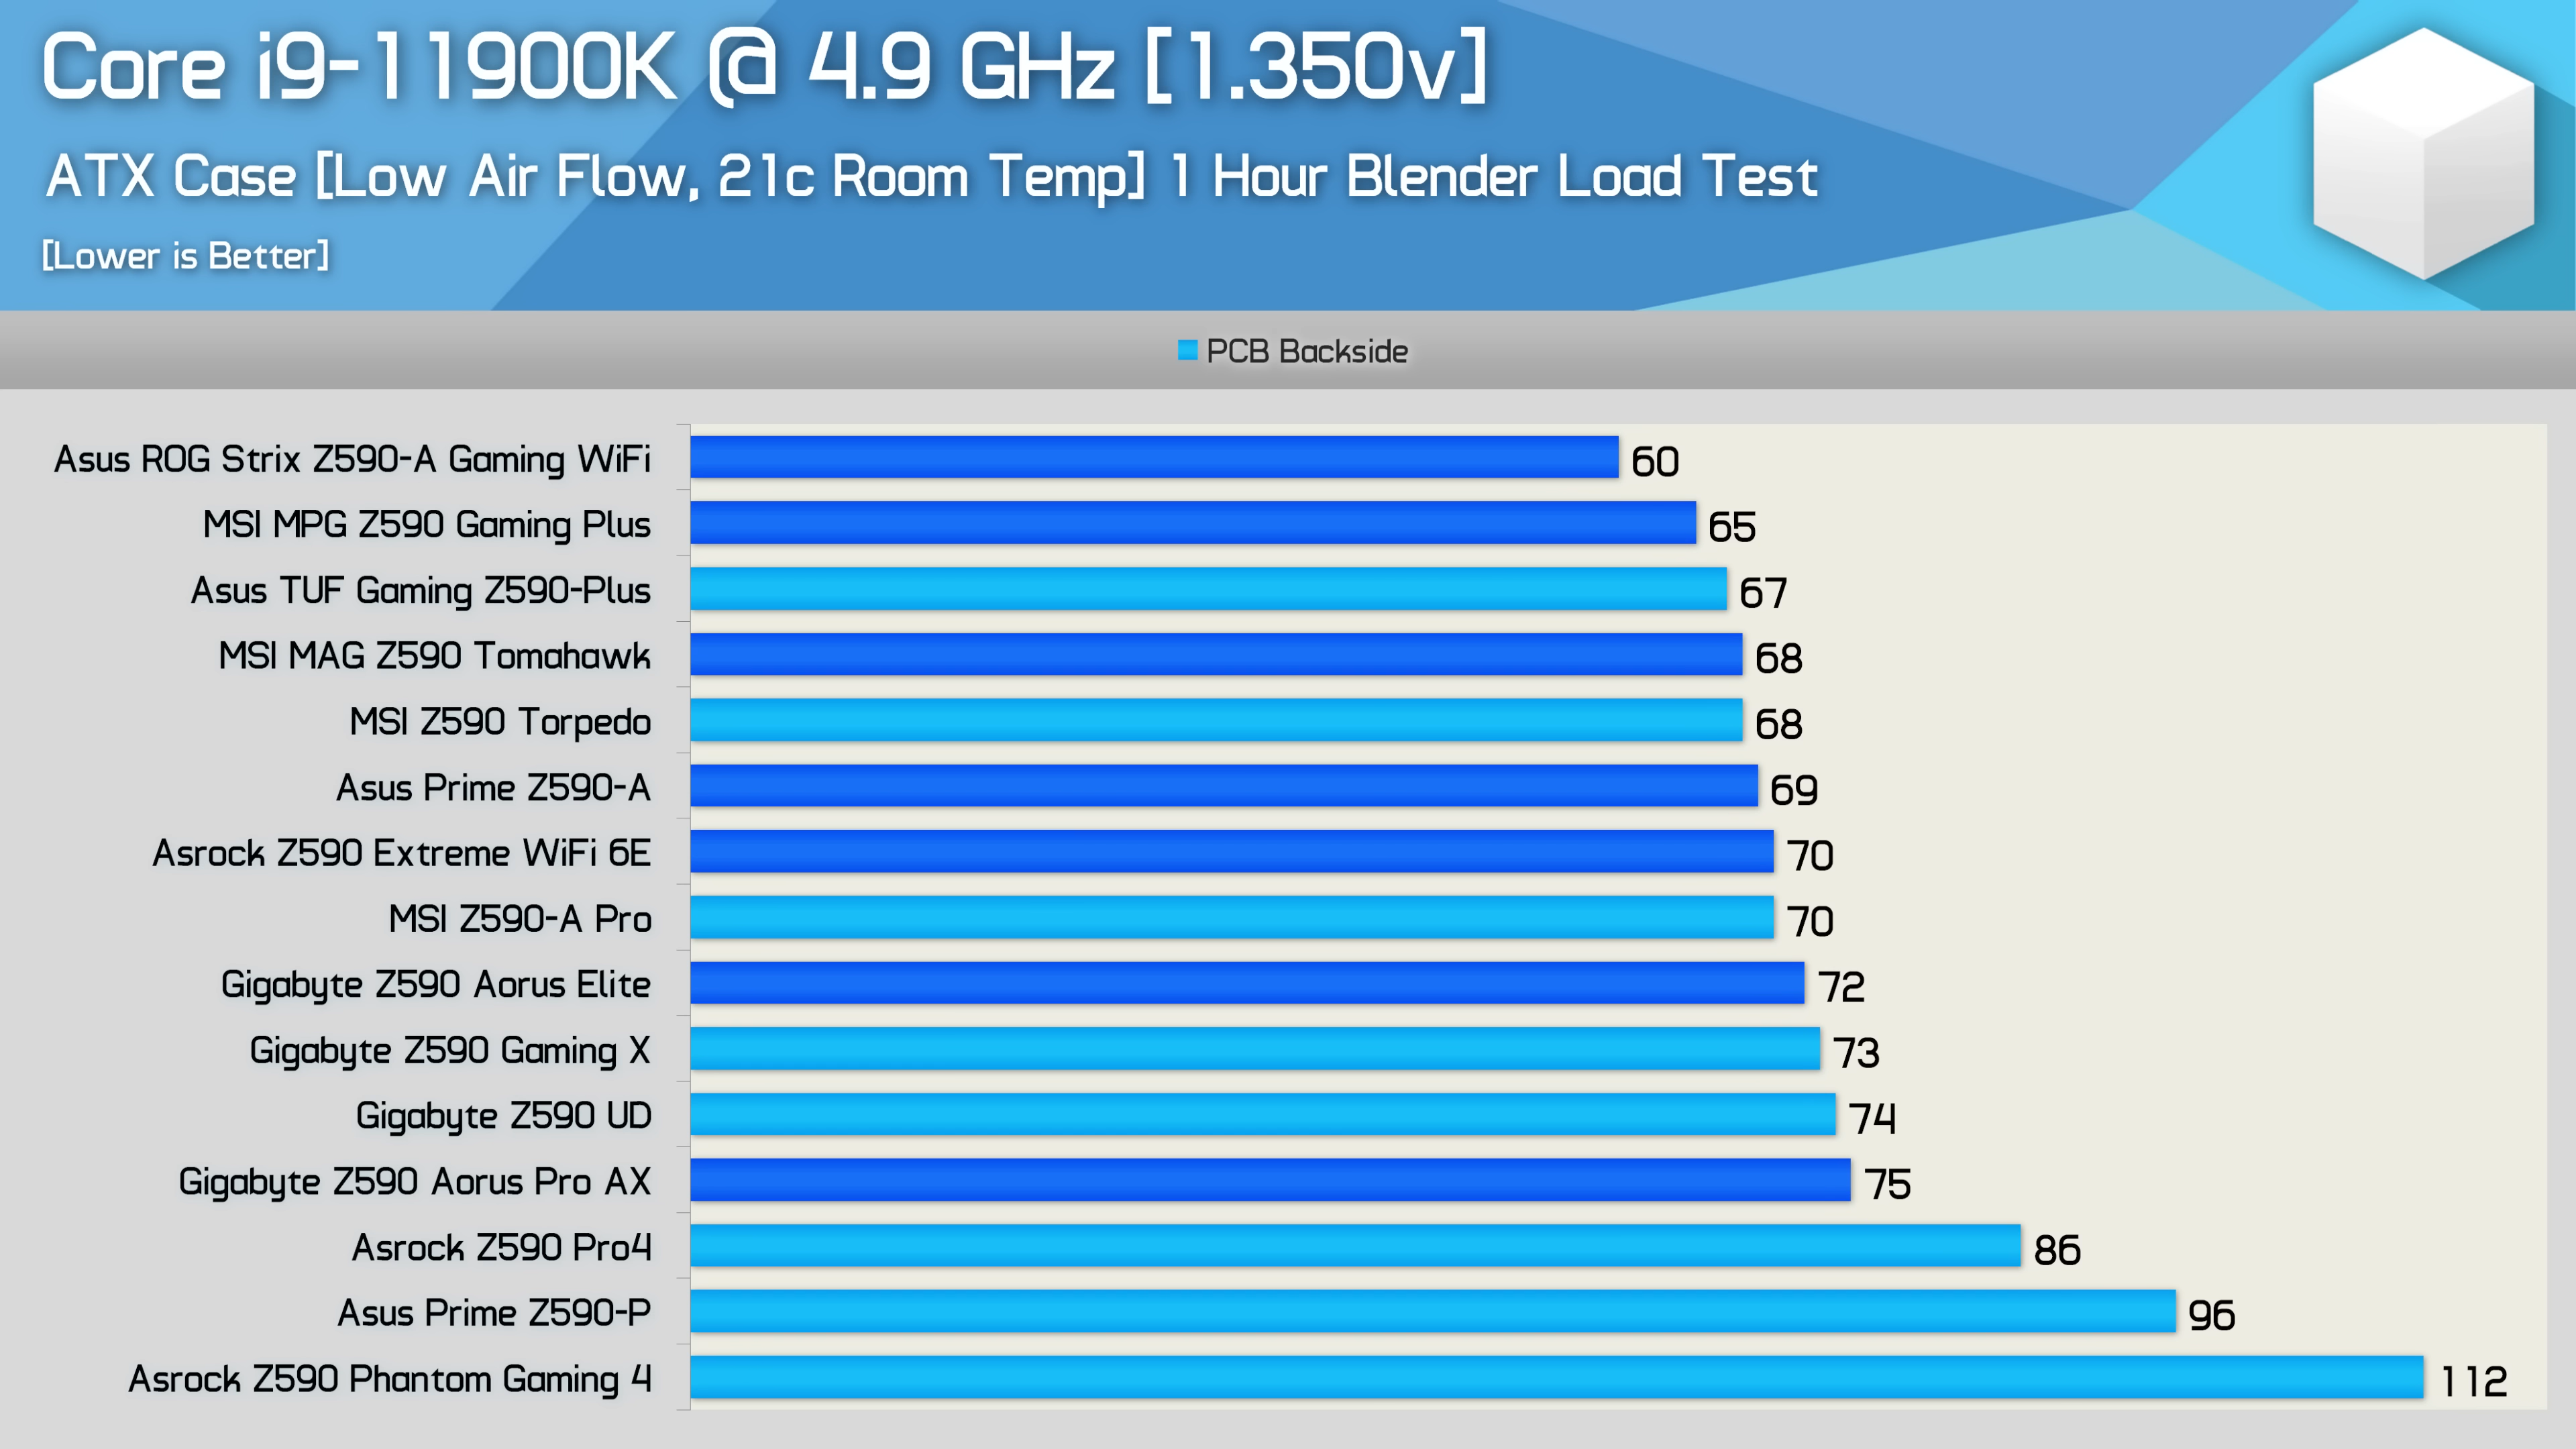 Core i9-11900K @ 4.9 GHz [1.350v]
ATX Case [Low Air Flow, 21c Room Temp] 1 Hour Blender Load Test
[Lower is Better]
PCB Backside
Asus ROG Strix Z590-A Gaming WiFi 60
MSI MPG Z590 Gaming Plus 65
Asus TUF Gaming Z590-Plus 67
MSI MAG Z590 Tomahawk 68
MSI Z590 Torpedo 68
Asus Prime Z590-A 69
Asrock Z590 Extreme WiFi 6E 70
MSI Z590-A Pro 70
Gigabyte Z590 Aorus Elite 72
Gigabyte Z590 Gaming X 73
Gigabyte Z590 UD 74
Gigabyte Z590 Aorus Pro AX 75
Asrock Z590 Pro4 86
Asus Prime Z590-P 96
Asrock Z590 Phantom Gaming 4 112